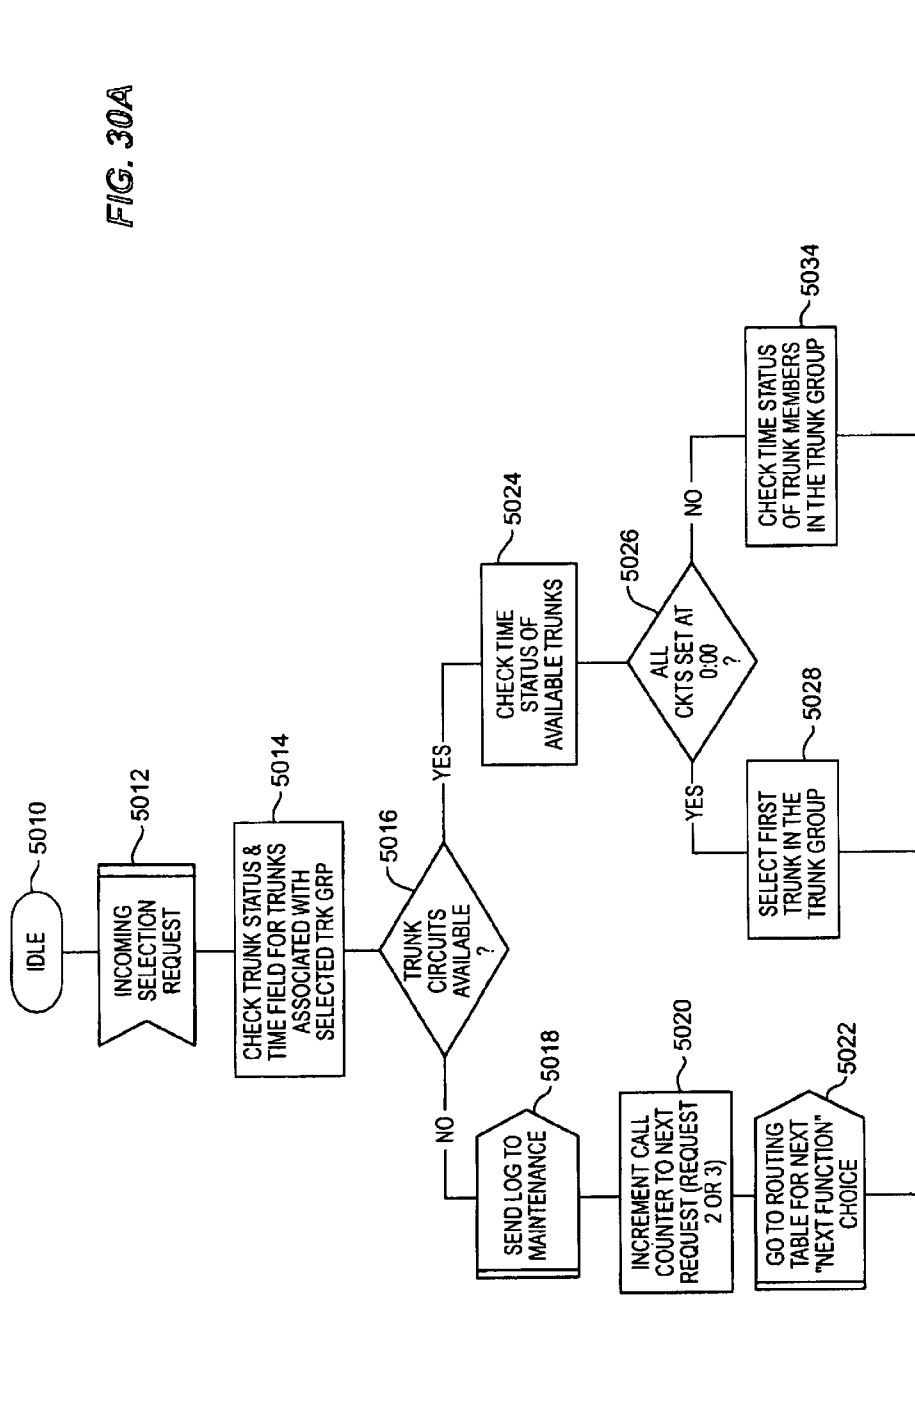 FIG. 30A
IDLE
5010
INCOMING
SELECTION
REQUEST
5012
CHECK TRUNK STATUS &
TIME FIELD FOR TRUNKS
ASSOCIATED WITH
SELECTED TRK GRP
5014
TRUNK
CIRCUITS
AVAILABLE
?
5016
NO
YES
SEND LOG TO
MAINTENANCE
5018
INCREMENT CALL
COUNTER TO NEXT
REQUEST (REQUEST
2 OR 3)
5020
GO TO ROUTING
TABLE FOR NEXT
"NEXT FUNCTION"
CHOICE
5022
CHECK TIME
STATUS OF
AVAILABLE TRUNKS
5024
ALL
CKTS SET AT
0:00
?
5026
YES
NO
SELECT FIRST
TRUNK IN THE
TRUNK GROUP
5028
CHECK TIME STATUS
OF TRUNK MEMBERS
IN THE TRUNK GROUP
5034